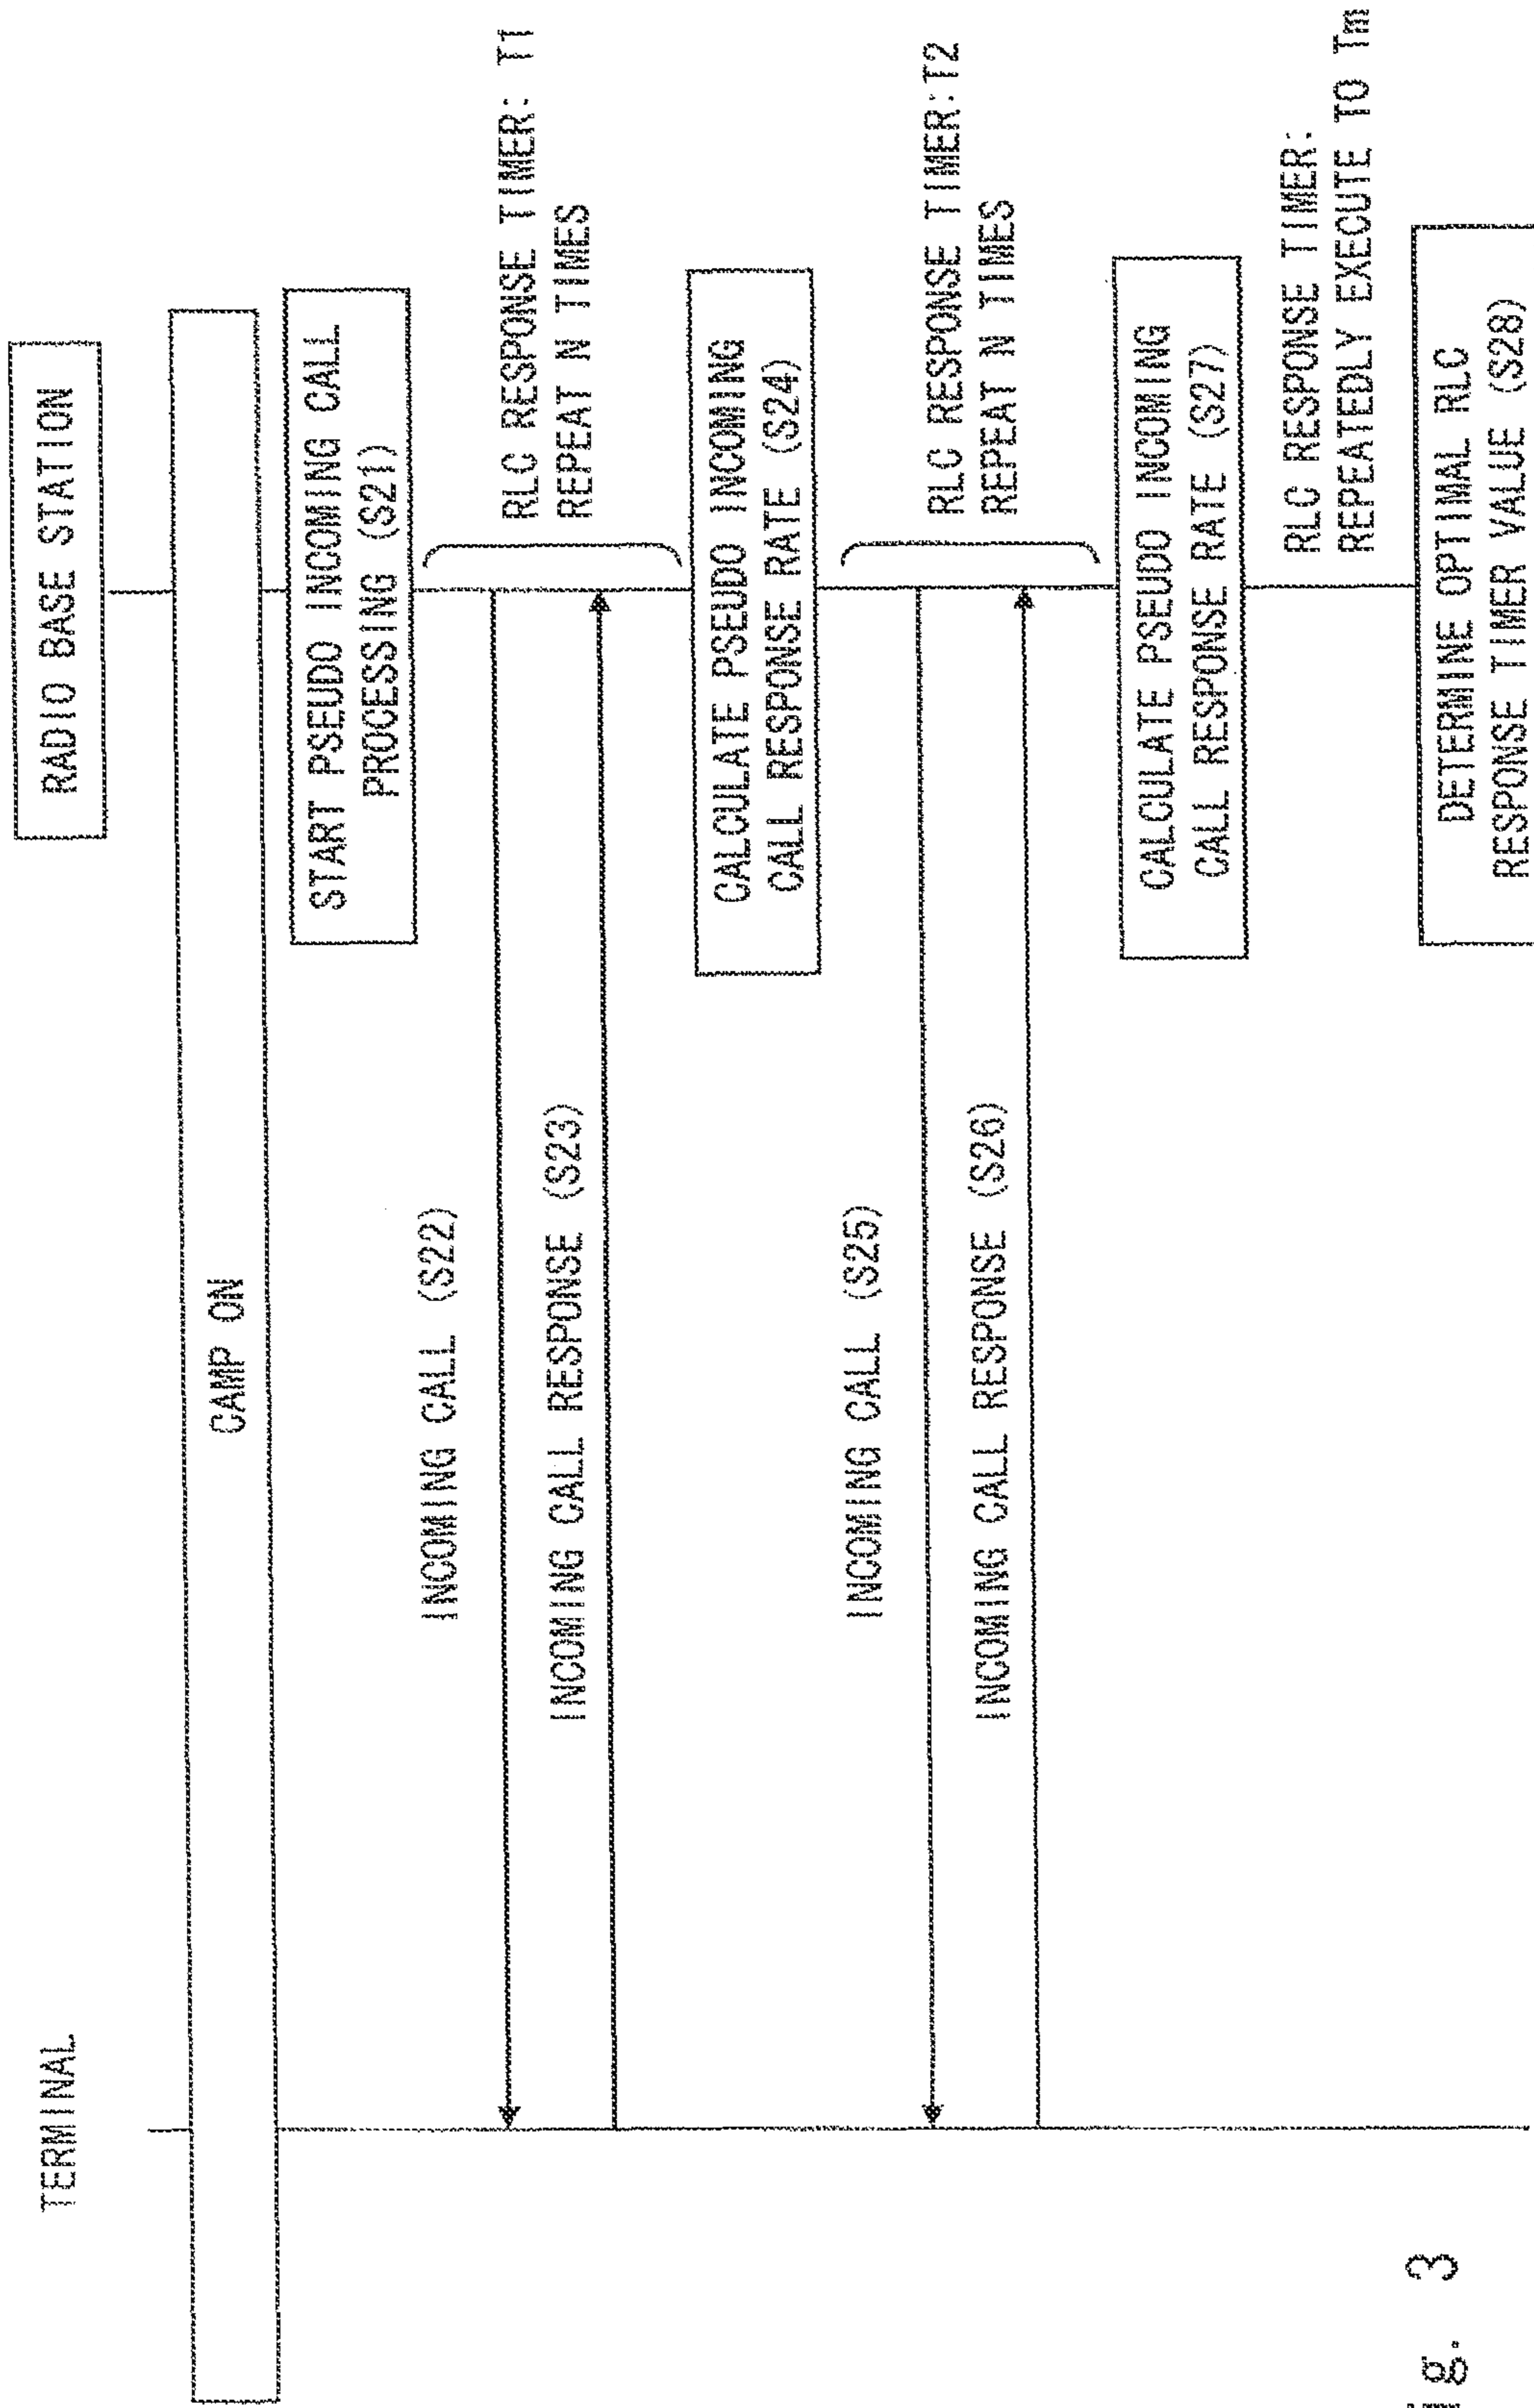 TERMINAL
RADIO BASE STATION
CAMP ON
START PSEUDO INCOMING CALL
PROCESSING (S21)
INCOMING CALL (S22)
RLC RESPONSE TIMER: T1
REPEAT N TIMES
INCOMING CALL RESPONSE (S23)
CALCULATE PSEUDO INCOMING
CALL RESPONSE RATE (S24)
INCOMING CALL (S25)
RLC RESPONSE TIMER:T2
REPEAT N TIMES
INCOMING CALL RESPONSE (S26)
CALCULATE PSEUDO INCOMING
CALL RESPONSE RATE (S27)
RLC RESPONSE TIMER:
REPEATEDLY EXECUTE TO Tm
DETERMINE OPTIMAL RLC
RESPONSE TIMER VALUE (S28)
ig. 3